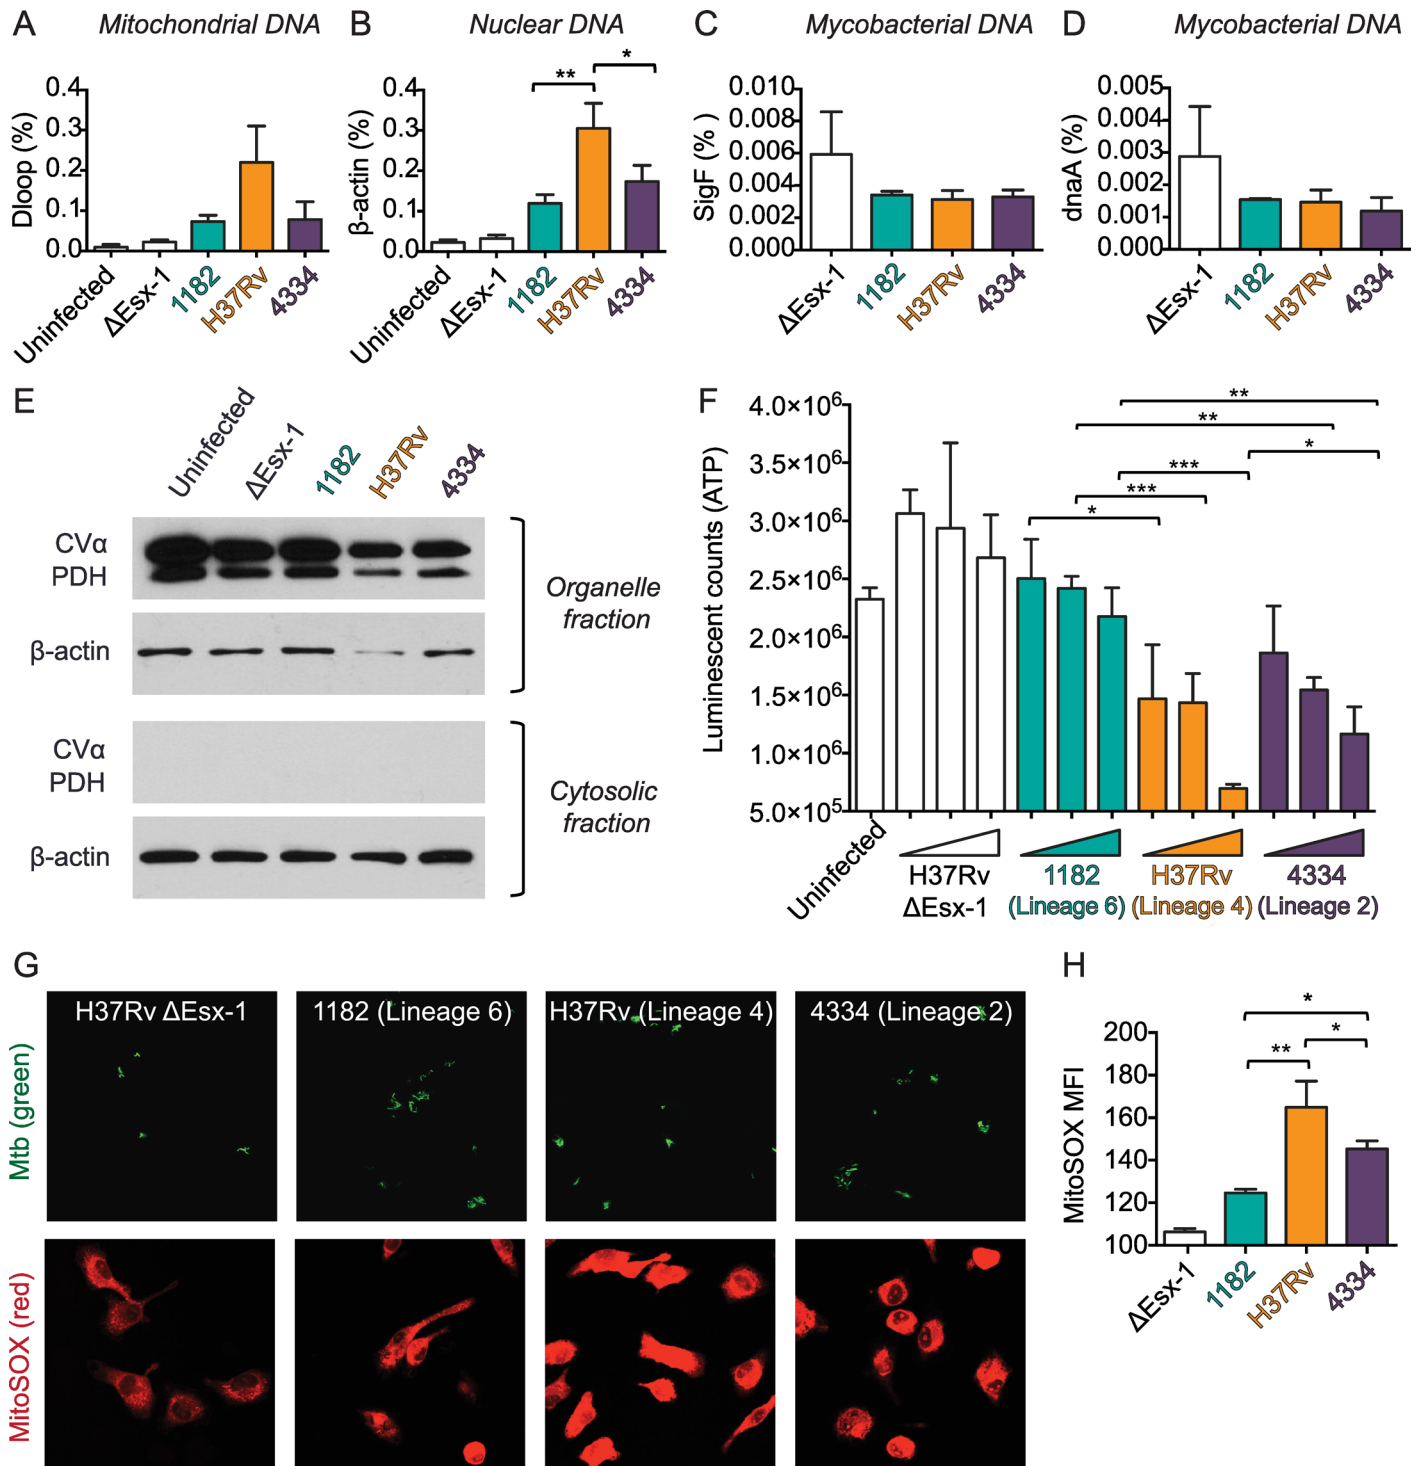 A
Mitochondrial DNA
Dloop (%)
0.4
0.3
0.2
0.1
0.0
Uninfected
ΔEsx-1
1182
H37Rv
4334
B
Nuclear DNA
β-actin (%)
0.4
0.3
0.2
0.1
0.0
**
*
Uninfected
ΔEsx-1
1182
H37Rv
4334
C
Mycobacterial DNA
SigF (% )
0.010
0.008
0.006
0.004
0.002
0.000
ΔEsx-1
1182
H37Rv
4334
D
Mycobacterial DNA
dnaA (%)
0.005
0.004
0.003
0.002
0.001
0.000
ΔEsx-1
1182
H37Rv
4334
E
Uninfected
ΔEsx-1
1182
H37Rv
4334
CVα
PDH
β-actin
Organelle
fraction
CVα
PDH
β-actin
Cytosolic
fraction
F
Luminescent counts (ATP)
4.0×10⁶
3.5×10⁶
3.0×10⁶
2.5×10⁶
2.0×10⁶
1.5×10⁶
1.0×10⁶
5.0×10⁵
**
**
*
***
***
*
Uninfected
H37Rv
ΔEsx-1
1182
(Lineage 6)
H37Rv
(Lineage 4)
4334
(Lineage 2)
G
Mtb (green)
H37Rv ΔEsx-1
1182 (Lineage 6)
H37Rv (Lineage 4)
4334 (Lineage 2)
MitoSOX (red)
H
MitoSOX MFI
200
180
160
140
120
100
*
*
**
ΔEsx-1
1182
H37Rv
4334